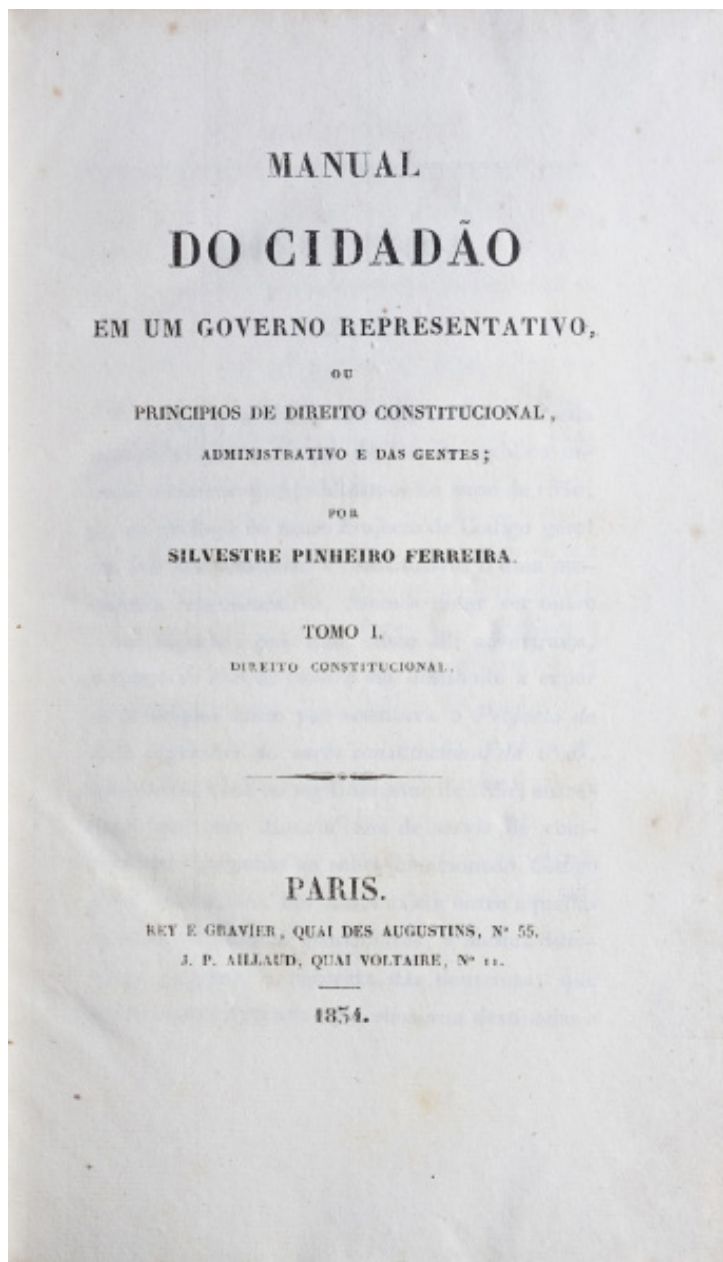 MANUAL
DO CIDADÃO
EM UM GOVERNO REPRESENTATIVO,
OU
PRINCIPIOS DE DIREITO CONSTITUCIONAL,
ADMINISTRATIVO E DAS GENTES;
POR
SILVESTRE PINHEIRO FERREIRA.
TOMO I.
DIREITO CONSTITUCIONAL.
PARIS.
REY E GRAVIER, QUAI DES AUGUSTINS, Nº 55.
J. P. AILLAUD, QUAI VOLTAIRE, Nº 11.
1834.